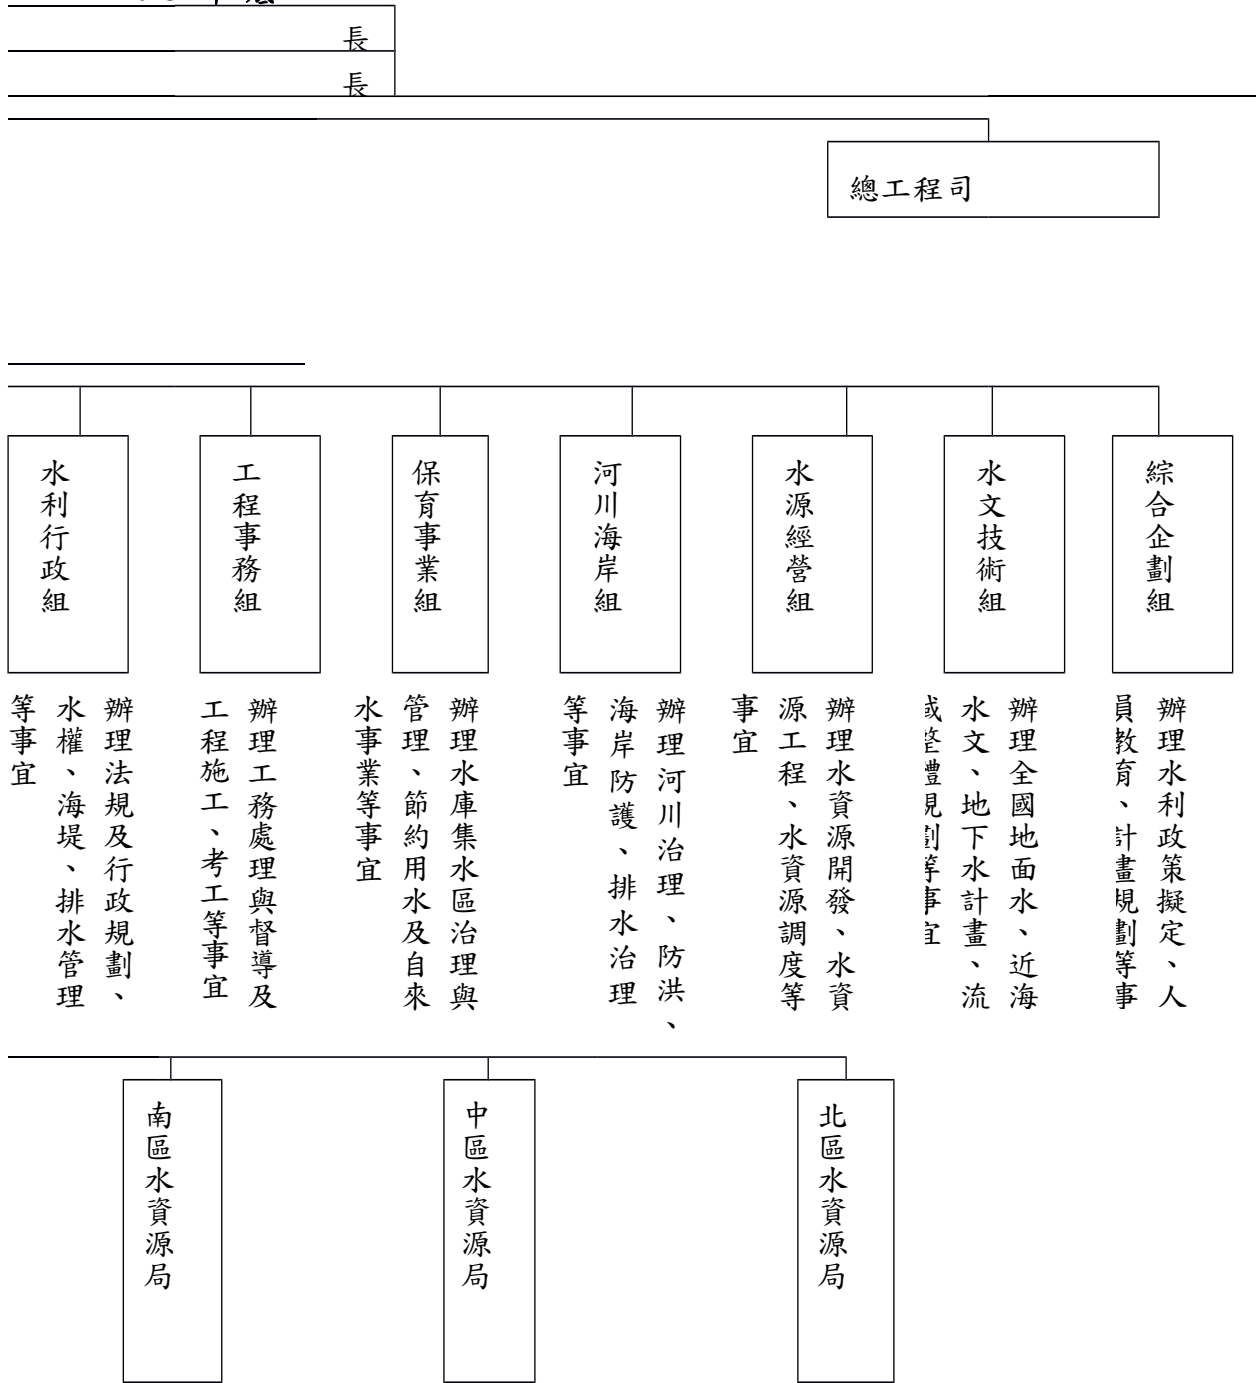 長
長
總工程司
綜合企劃組
水文技術組
水源經營組
河川海岸組
保育事業組
工程事務組
水利行政組
辦理水利政策擬定、人
員教育、計畫規劃等事
辦理全國地面水、近海
水文、地下水計畫、流
域整體規劃等事宜
辦理水資源開發、水資
源工程、水資源調度等
事宜
辦理河川治理、防洪、
海岸防護、排水治理
等事宜
辦理水庫集水區治理與
管理、節約用水及自來
水事業等事宜
辦理工務處理與督導及
工程施工、考工等事宜
辦理法規及行政規劃、
水權、海堤、排水管理
等事宜
北區水資源局
中區水資源局
南區水資源局